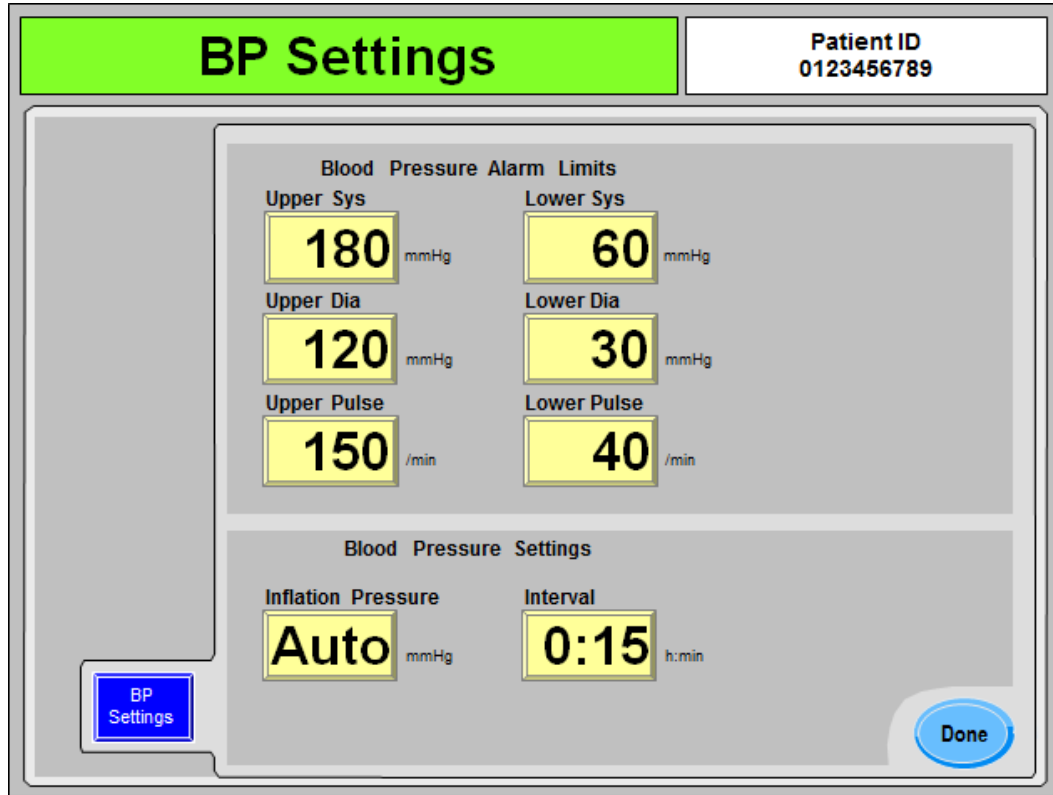 BP Settings
Patient ID
0123456789
Blood Pressure Alarm Limits
Upper Sys Lower Sys
180 mmHg 60 mmHg
Upper Dia Lower Dia
120 mmHg 30 mmHg
Upper Pulse Lower Pulse
150 /min 40 /min
Blood Pressure Settings
Inflation Pressure Interval
Auto mmHg 0:15 h:min
BP
Settings
Done